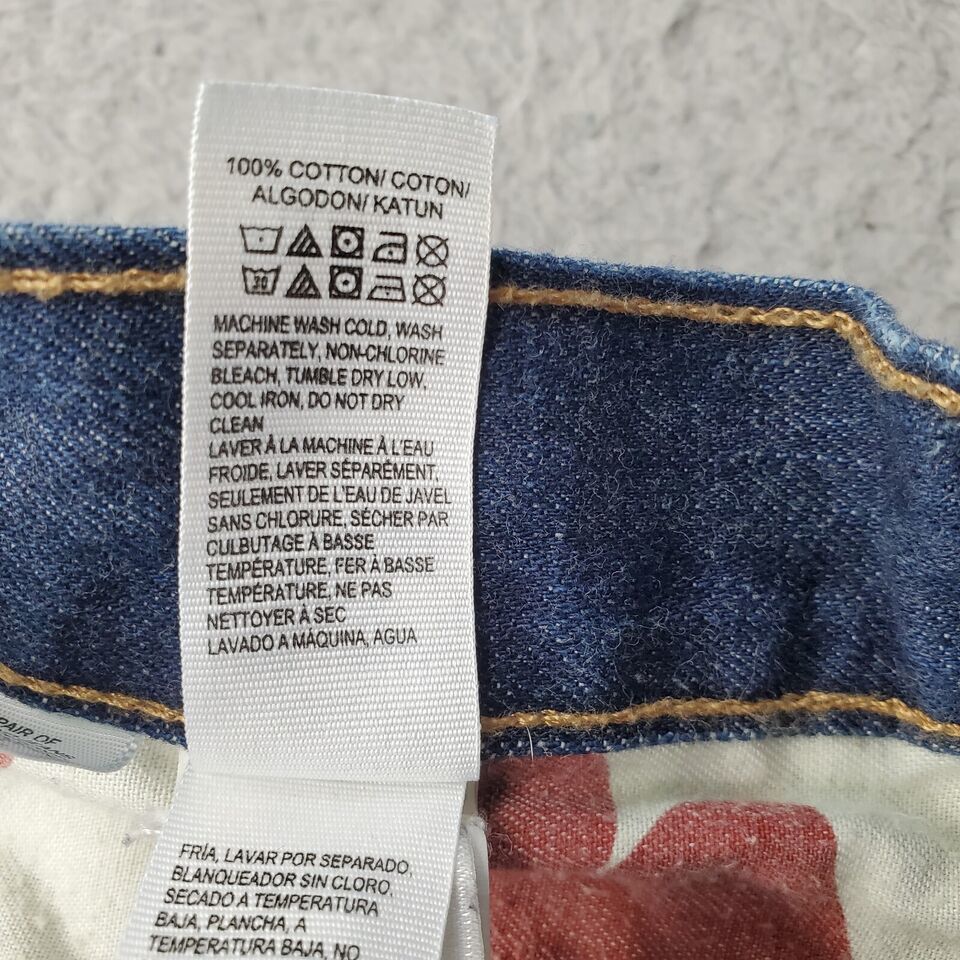 100% COTTON/ COTON/
ALGODON/ KATUN
30
MACHINE WASH COLD, WASH
SEPARATELY, NON-CHLORINE
BLEACH, TUMBLE DRY LOW,
COOL IRON, DO NOT DRY
CLEAN
LAVER À LA MACHINE À L'EAU
FROIDE, LAVER SÉPARÉMENT,
SEULEMENT DE L'EAU DE JAVEL
SANS CHLORURE, SÉCHER PAR
CULBUTAGE À BASSE
TEMPÉRATURE, FER À BASSE
TEMPÉRATURE, NE PAS
NETTOYER À SEC
LAVADO A MÁQUINA, AGUA
PAIR OF
FRÍA, LAVAR POR SEPARADO,
BLANQUEADOR SIN CLORO,
SECADO A TEMPERATURA
BAJA, PLANCHA, A
TEMPERATURA BAJA, NO